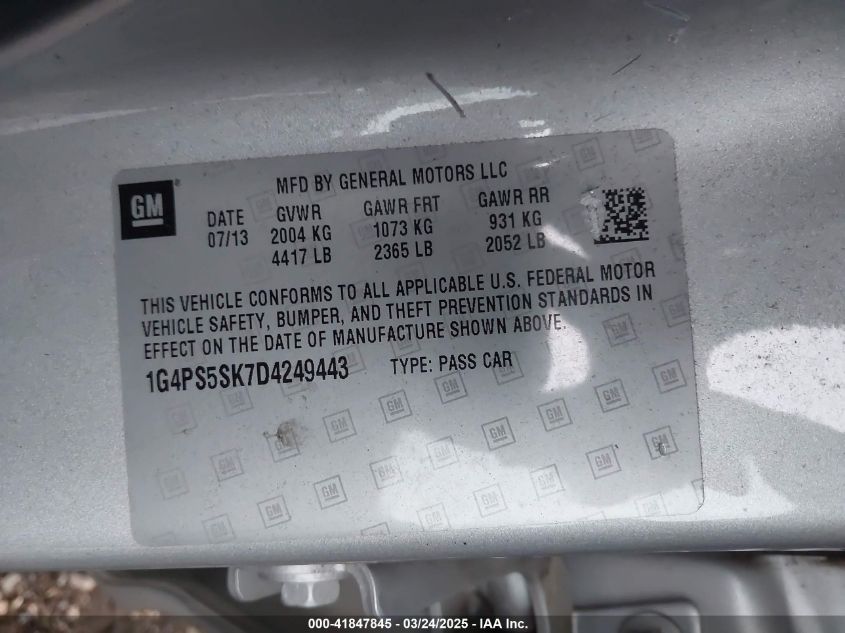 MFD BY GENERAL MOTORS LLC
GM
DATE GVWR GAWR FRT GAWR RR
07/13 2004 KG 1073 KG 931 KG
4417 LB 2365 LB 2052 LB
THIS VEHICLE CONFORMS TO ALL APPLICABLE U.S. FEDERAL MOTOR
VEHICLE SAFETY, BUMPER, AND THEFT PREVENTION STANDARDS IN
EFFECT ON THE DATE OF MANUFACTURE SHOWN ABOVE.
1G4PS5SK7D4249443 TYPE: PASS CAR
000-41847845 - 03/24/2025 - IAA Inc.